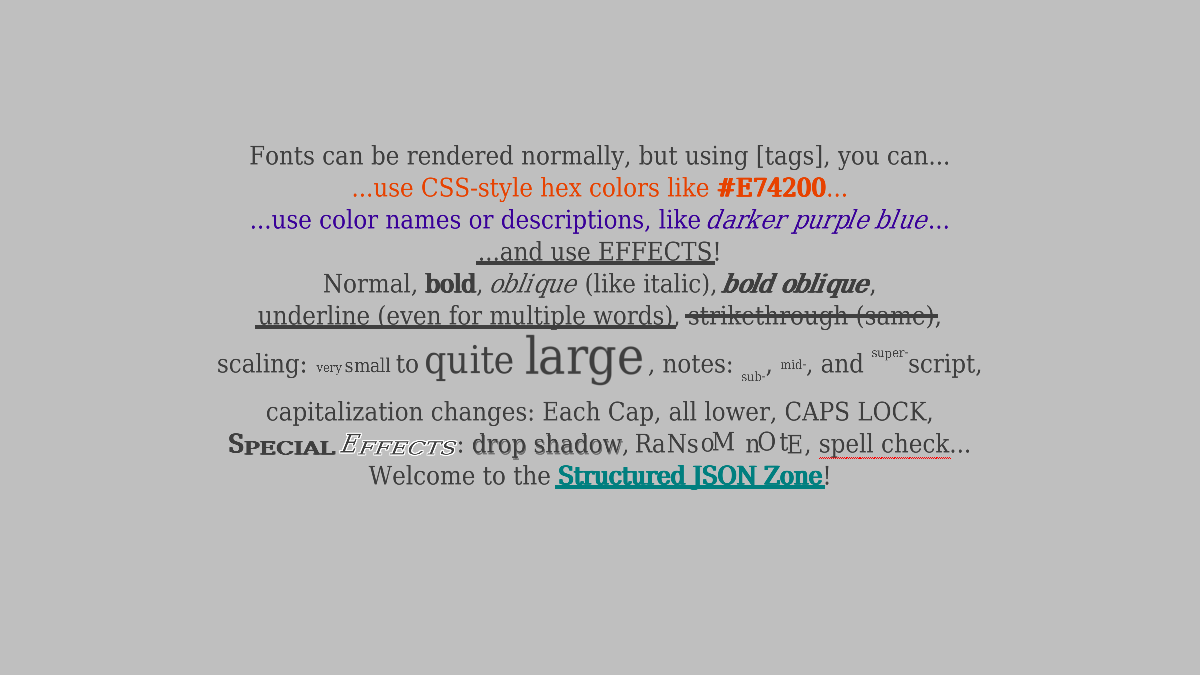 Fonts can be rendered normally, but using [tags], you can...
...use CSS-style hex colors like #E74200...
...use color names or descriptions, like darker purple blue...
...and use EFFECTS!
Normal, bold, oblique (like italic), bold oblique,
underline (even for multiple words), strikethrough (same),
scaling: very small to quite large, notes: sub-, mid-, and super-script,
capitalization changes: Each Cap, all lower, CAPS LOCK,
Special Effects: drop shadow, RaNsoM nOtE, spell check...
Welcome to the Structured JSON Zone!